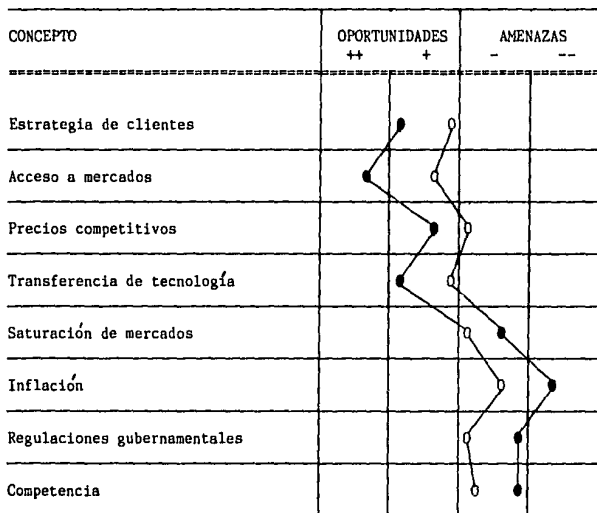 CONCEPTO OPORTUNIDADES AMENAZAS
++ + - --
Estrategia de clientes
Acceso a mercados
Precios competitivos
Transferencia de tecnología
Saturación de mercados
Inflación
Regulaciones gubernamentales
Competencia